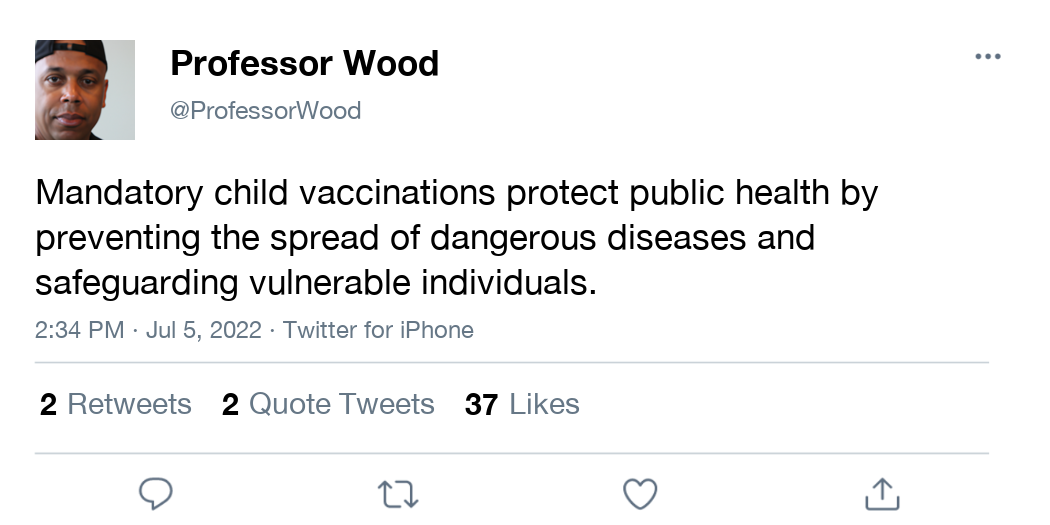 Professor Wood
@ProfessorWood
Mandatory child vaccinations protect public health by
preventing the spread of dangerous diseases and
safeguarding vulnerable individuals.
2:34 PM · Jul 5, 2022 · Twitter for iPhone
2 Retweets 2 Quote Tweets 37 Likes